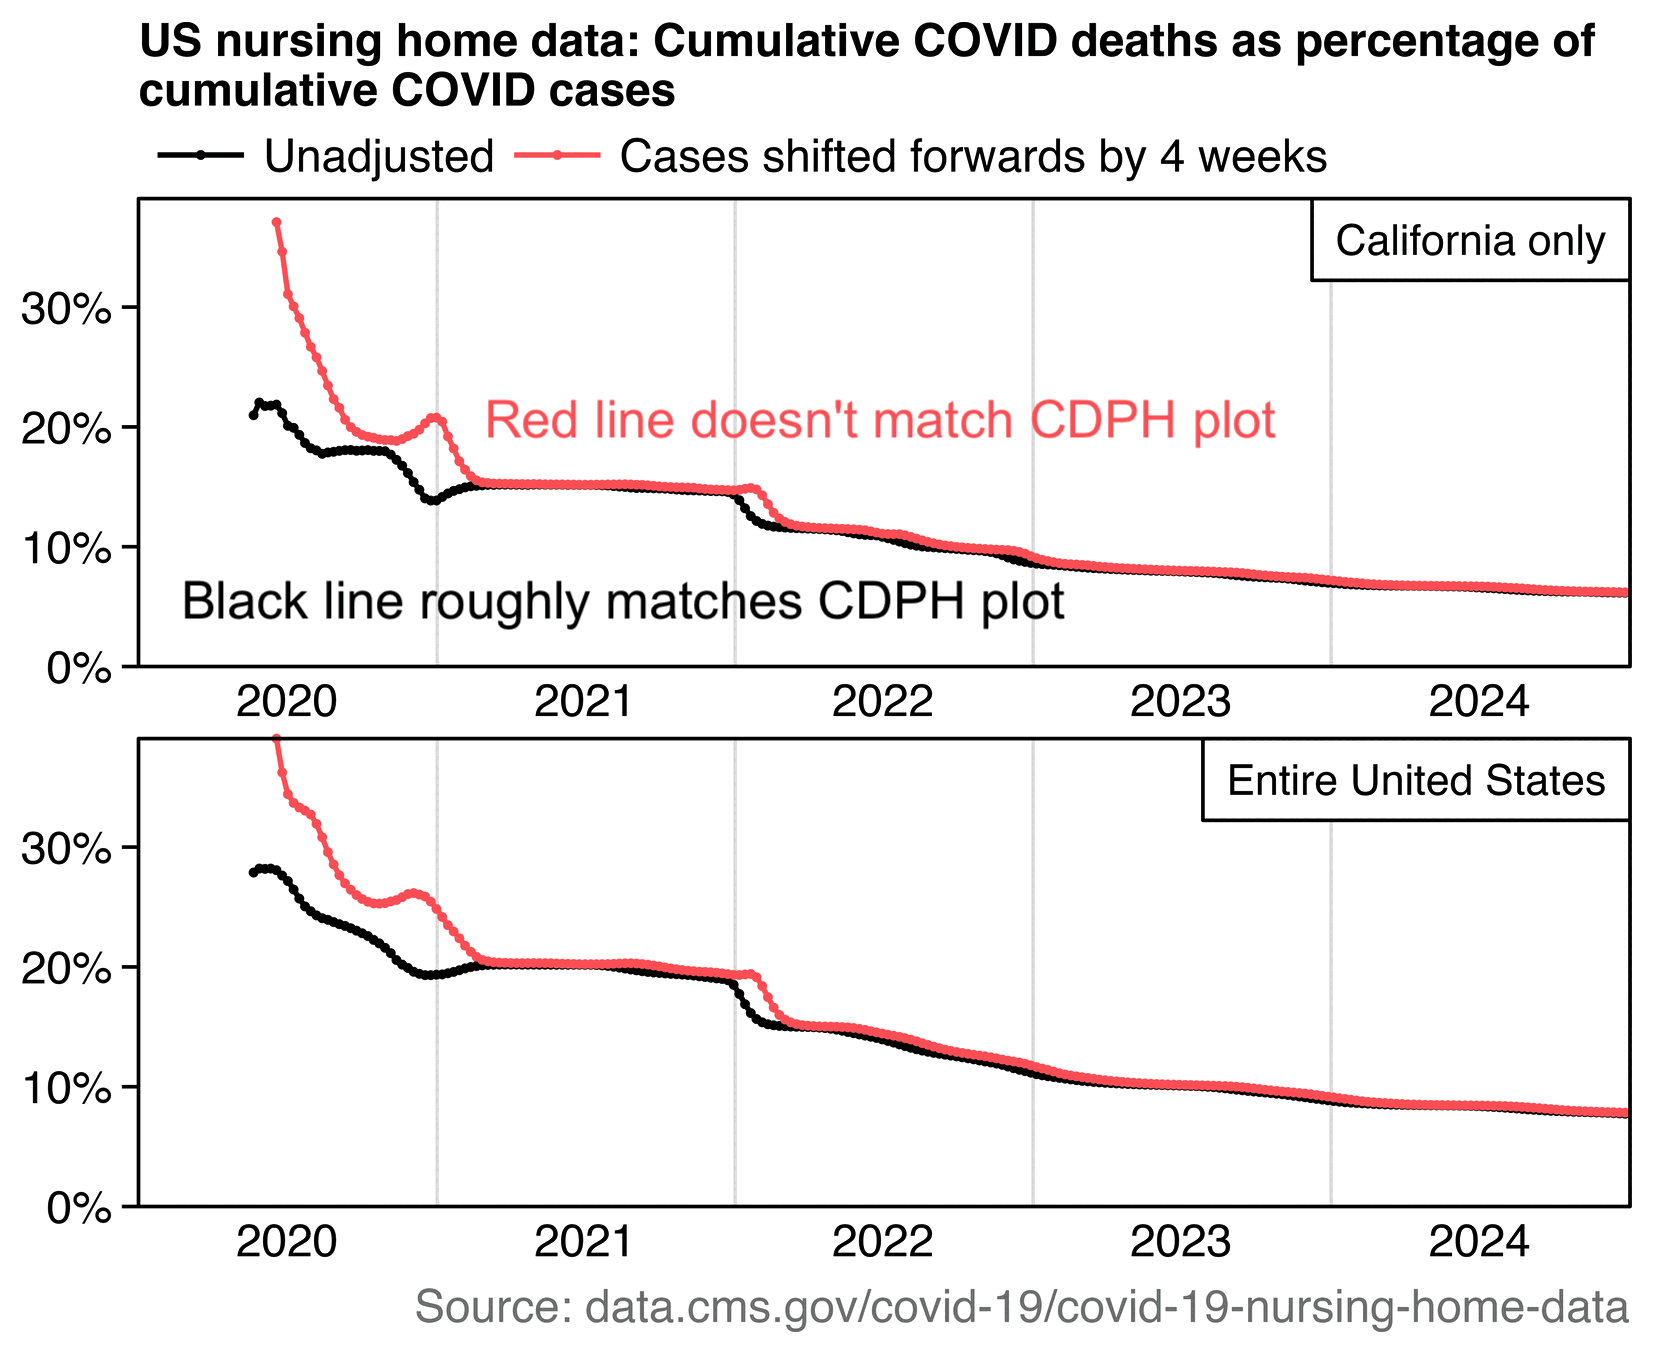 US nursing home data: Cumulative COVID deaths as percentage of
cumulative COVID cases
Unadjusted Cases shifted forwards by 4 weeks
California only
30%
20%
Red line doesn't match CDPH plot
10%
Black line roughly matches CDPH plot
0%
2020 2021 2022 2023 2024
Entire United States
30%
20%
10%
0%
2020 2021 2022 2023 2024
Source: data.cms.gov/covid-19/covid-19-nursing-home-data